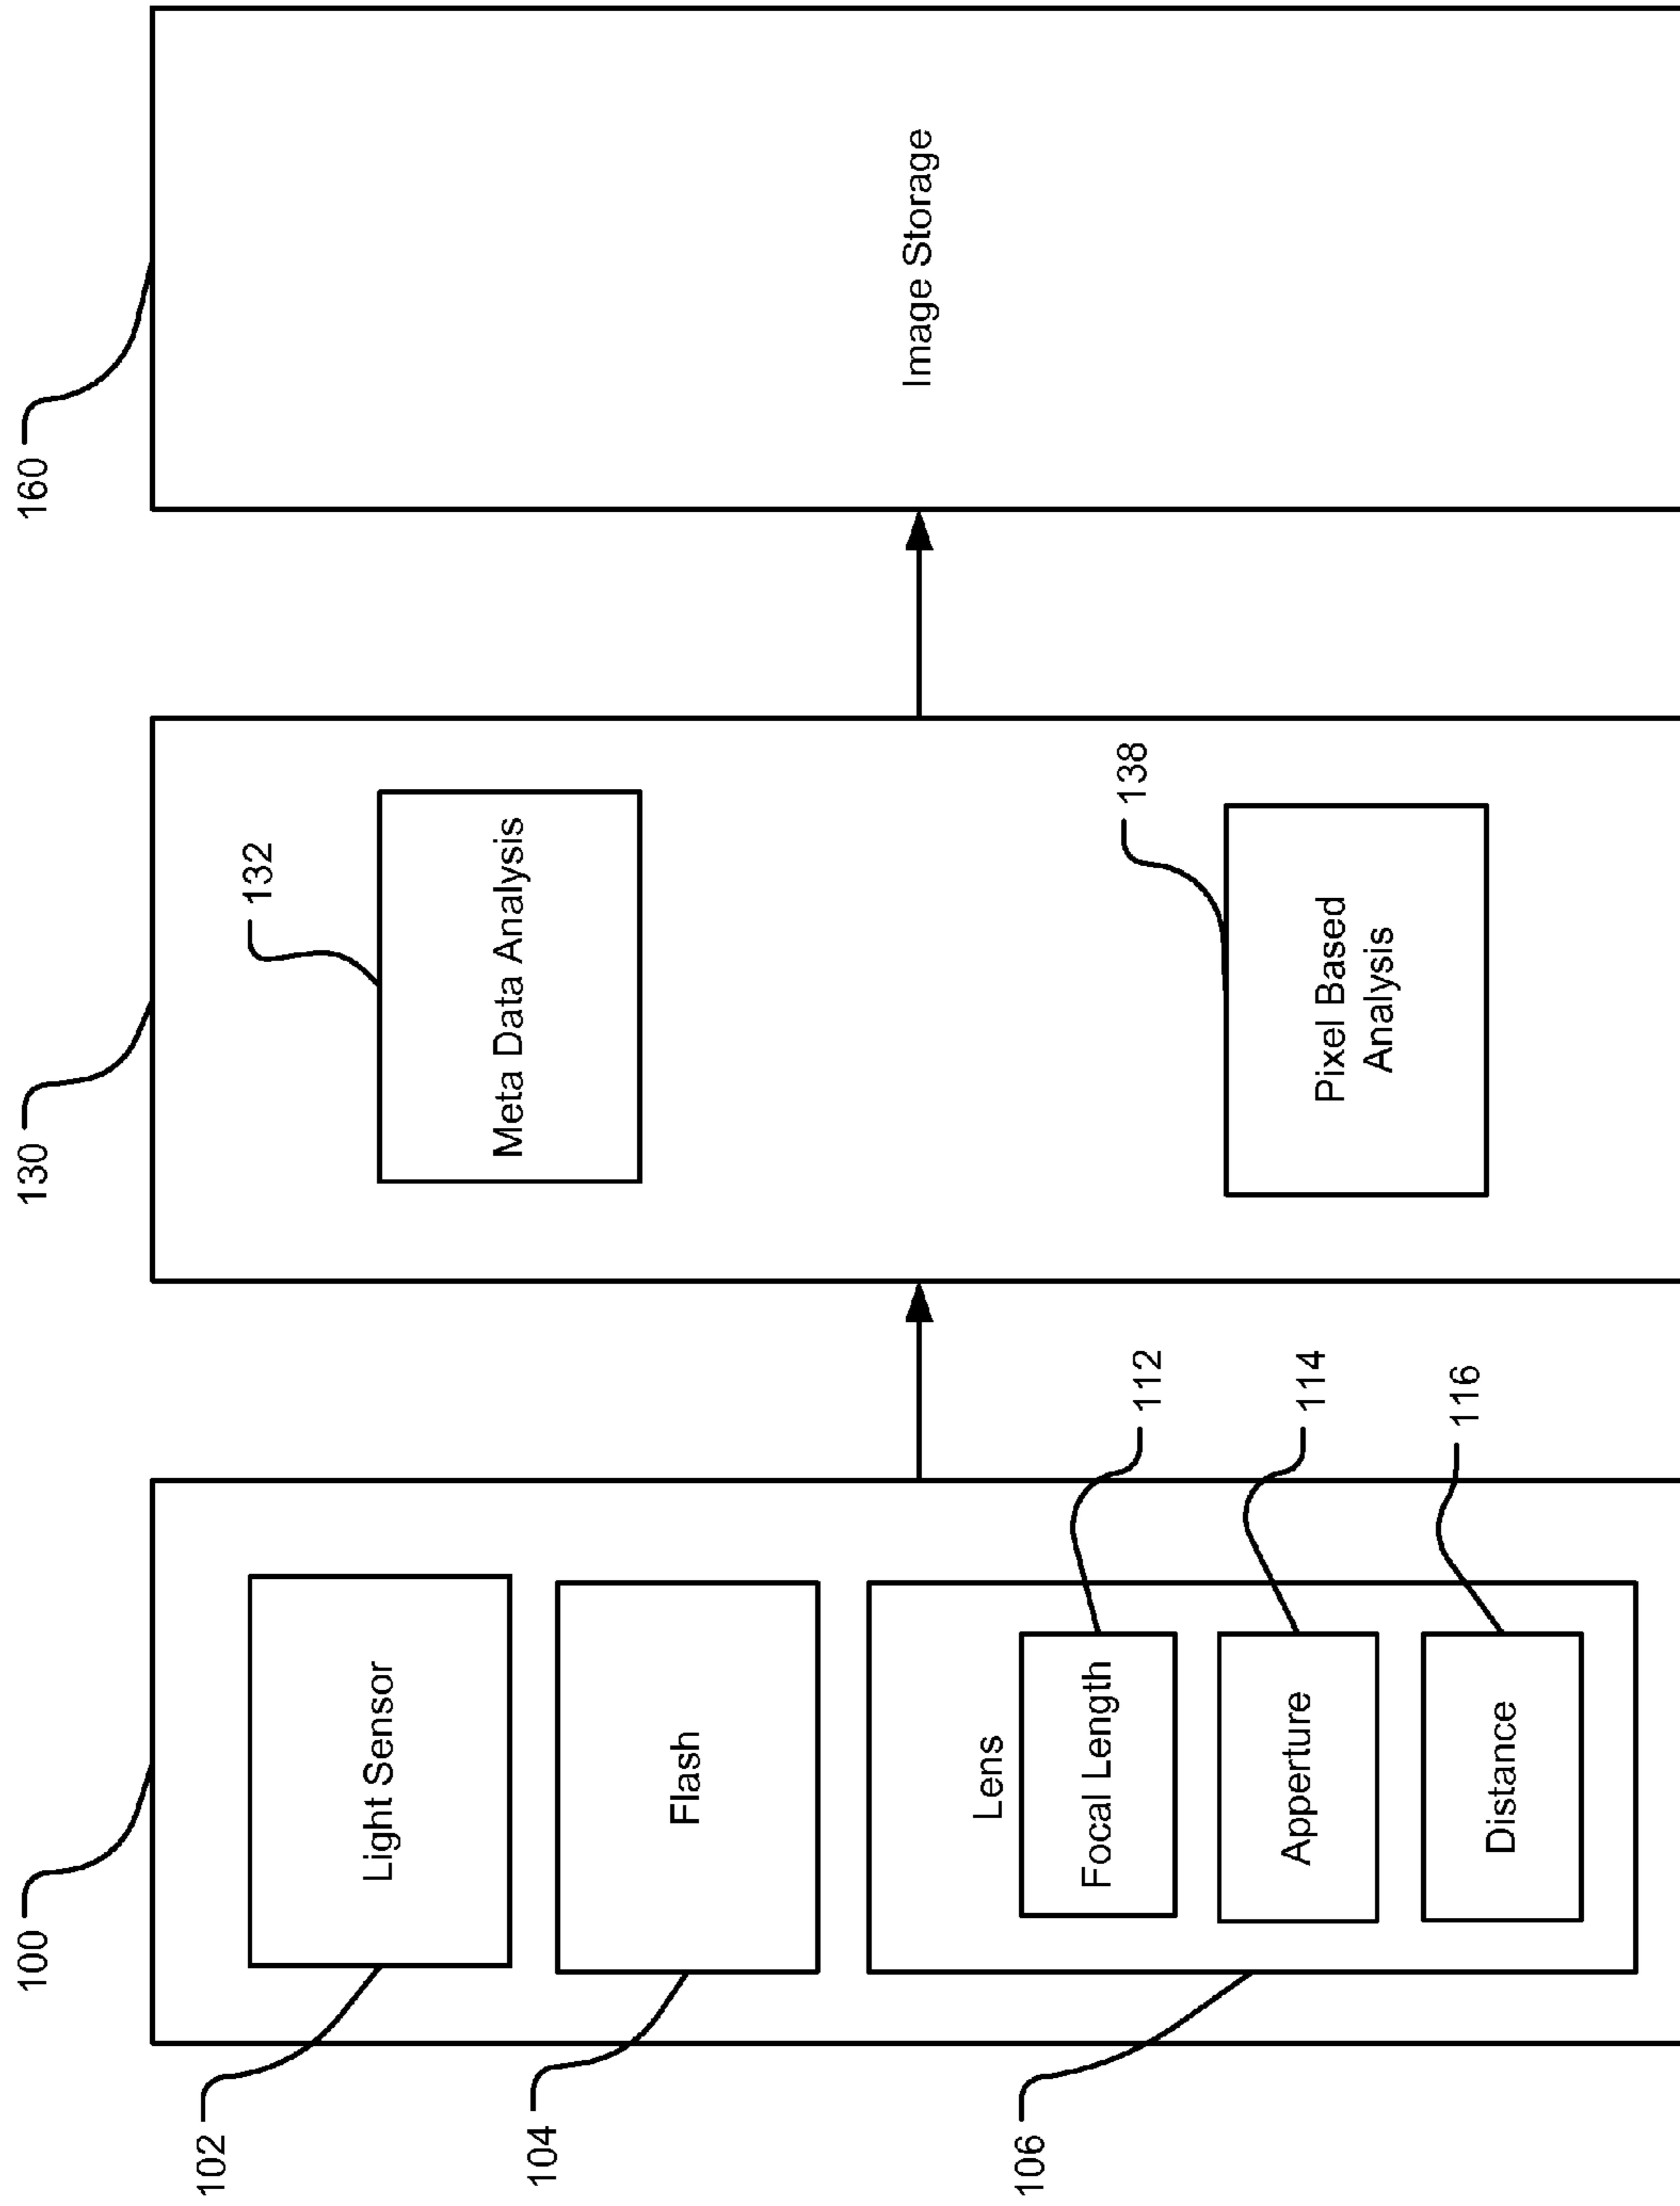 100
130
160
102
Light Sensor
104
Flash
106
Lens
Focal Length
112
Apperture
114
Distance
116
132
Meta Data Analysis
138
Pixel Based
Analysis
Image Storage